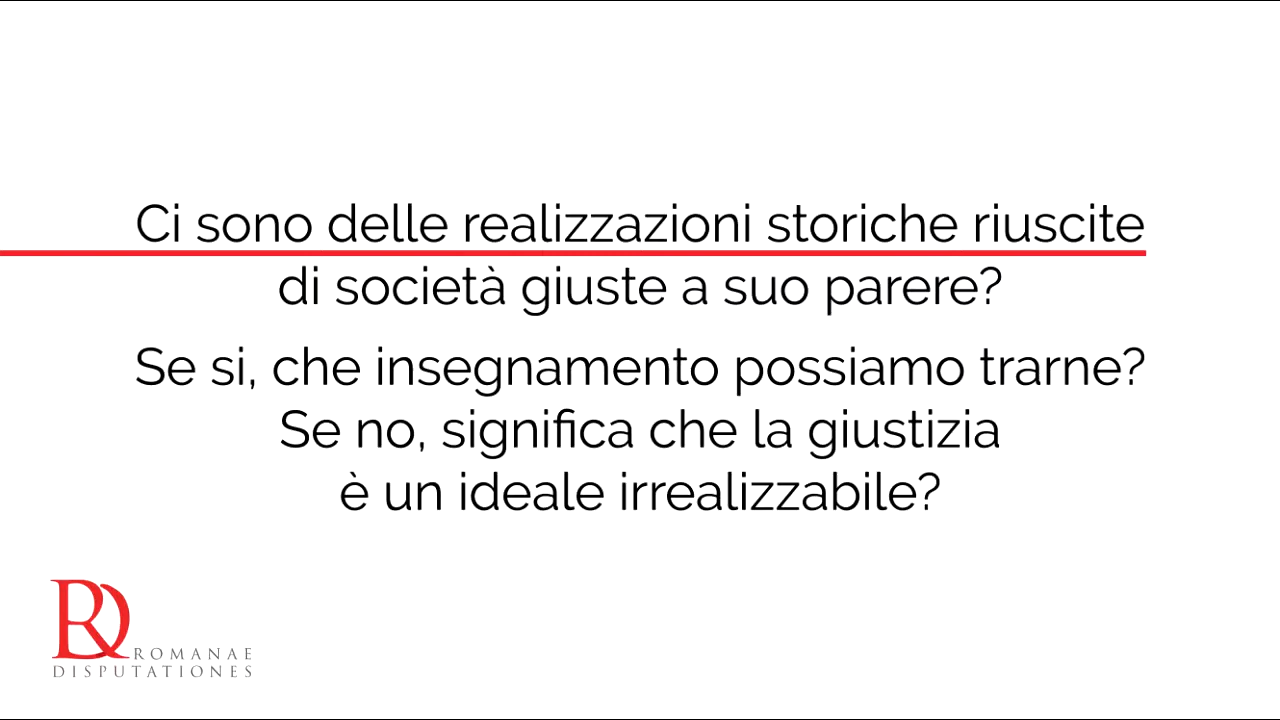 Ci sono delle realizzazioni storiche riuscite
di società giuste a suo parere?
Se si, che insegnamento possiamo trarne?
Se no, significa che la giustizia
è un ideale irrealizzabile?
RD ROMANAE
DISPUTATIONES